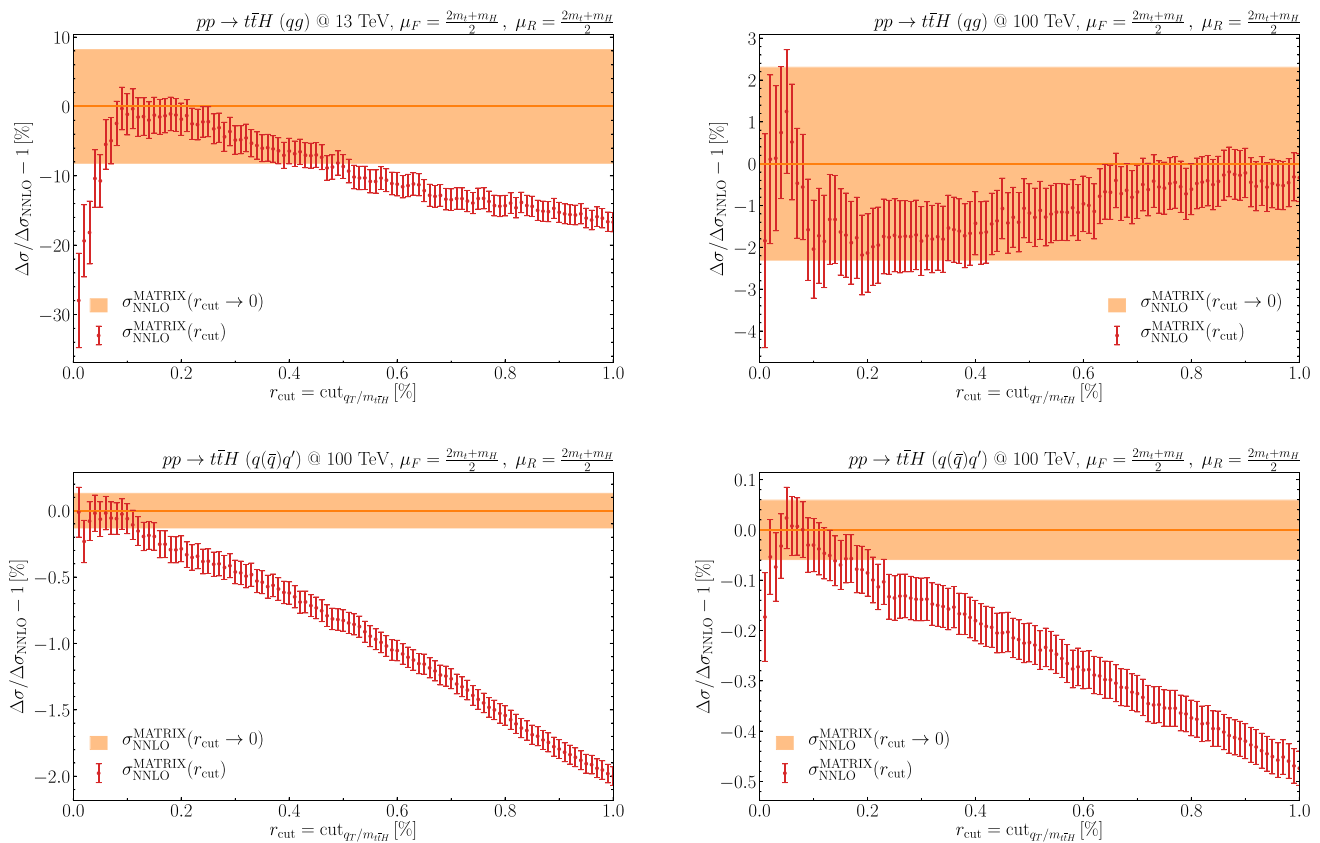 pp → tt̄H (qg) @ 13 TeV, μ_F = (2m_t+m_H)/2 , μ_R = (2m_t+m_H)/2
Δσ/Δσ_NNLO − 1 [%]
10
0
−10
−20
−30
σ_NNLO^MATRIX(r_cut → 0)
σ_NNLO^MATRIX(r_cut)
0.0 0.2 0.4 0.6 0.8 1.0
r_cut = cut_{q_T/m_{tt̄H}} [%]
pp → tt̄H (qg) @ 100 TeV, μ_F = (2m_t+m_H)/2 , μ_R = (2m_t+m_H)/2
Δσ/Δσ_NNLO − 1 [%]
3
2
1
0
−1
−2
−3
−4
σ_NNLO^MATRIX(r_cut → 0)
σ_NNLO^MATRIX(r_cut)
0.0 0.2 0.4 0.6 0.8 1.0
r_cut = cut_{q_T/m_{tt̄H}} [%]
pp → tt̄H (q(q̄)q′) @ 100 TeV, μ_F = (2m_t+m_H)/2 , μ_R = (2m_t+m_H)/2
Δσ/Δσ_NNLO − 1 [%]
0.0
−0.5
−1.0
−1.5
−2.0
σ_NNLO^MATRIX(r_cut → 0)
σ_NNLO^MATRIX(r_cut)
0.0 0.2 0.4 0.6 0.8 1.0
r_cut = cut_{q_T/m_{tt̄H}} [%]
pp → tt̄H (q(q̄)q′) @ 100 TeV, μ_F = (2m_t+m_H)/2 , μ_R = (2m_t+m_H)/2
Δσ/Δσ_NNLO − 1 [%]
0.1
0.0
−0.1
−0.2
−0.3
−0.4
−0.5
σ_NNLO^MATRIX(r_cut → 0)
σ_NNLO^MATRIX(r_cut)
0.0 0.2 0.4 0.6 0.8 1.0
r_cut = cut_{q_T/m_{tt̄H}} [%]